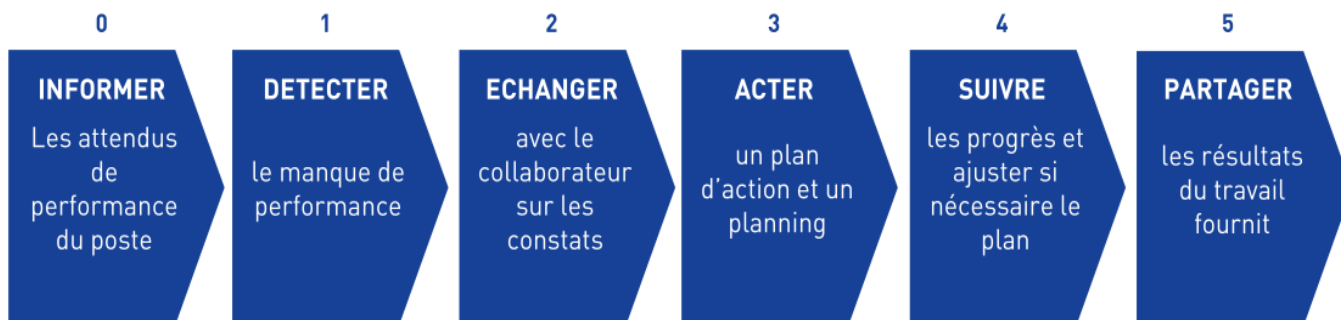 0
INFORMER
Les attendus
de
performance
du poste
1
DETECTER
le manque de
performance
2
ECHANGER
avec le
collaborateur
sur les
constats
3
ACTER
un plan
d'action et un
planning
4
SUIVRE
les progrès et
ajuster si
nécessaire le
plan
5
PARTAGER
les résultats
du travail
fournit